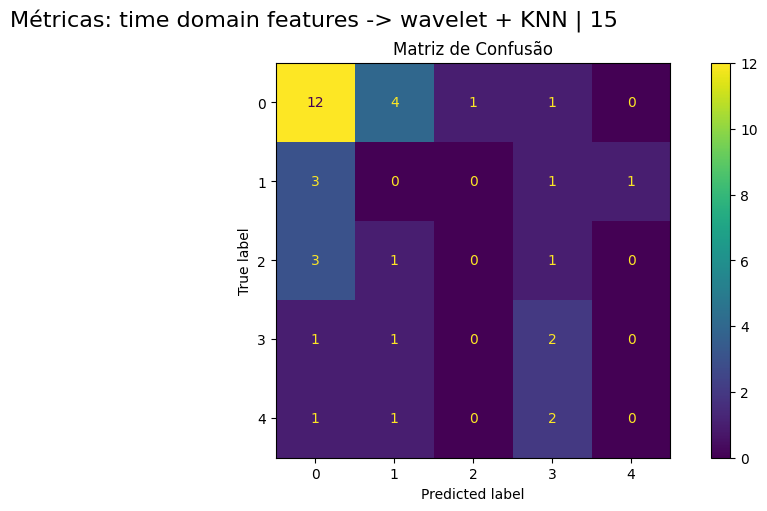 Métricas: time domain features -> wavelet + KNN | 15
Matriz de Confusão
12
0 12 4 1 1 0
10
1 3 0 0 1 1
8
True label
2 3 1 0 1 0
6
4
3 1 1 0 2 0
2
4 1 1 0 2 0
0
0 1 2 3 4
Predicted label